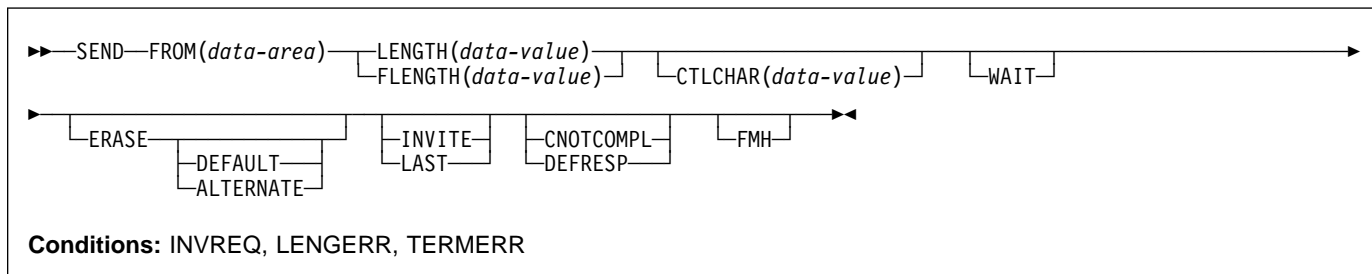 SEND FROM(data-area) LENGTH(data-value) CTLCHAR(data-value) WAIT
FLENGTH(data-value)
ERASE DEFAULT ALTERNATE INVITE LAST CNOTCOMPL DEFRESP FMH
Conditions: INVREQ, LENGERR, TERMERR